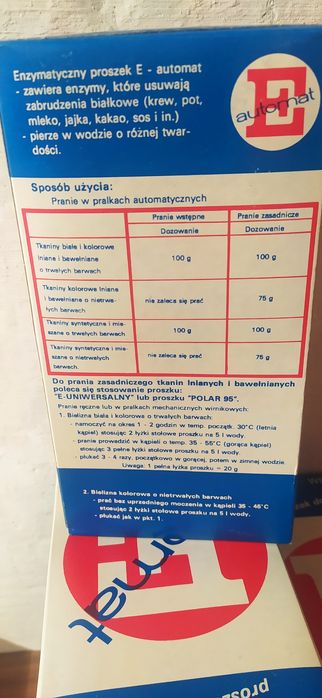 Enzymatyczny proszek E - automat
- zawiera enzymy, które usuwają
zabrudzenia białkowe (krew, pot,
mleko, jajka, kakao, sos i in.)
- pierze w wodzie o różnej twar-
dości.
E
automat
Sposób użycia:
Pranie w pralkach automatycznych
Pranie wstępne Pranie zasadnicze
Dozowanie Dozowanie
Tkaniny białe i kolorowe
lniane i bawełniane
o trwałych barwach
100 g 100 g
Tkaniny kolorowe lniane
i bawełniane o nietrwa-
łych barwach
nie zaleca się prać 75 g
Tkaniny syntetyczne i mie-
szane o trwałych barwach
100 g 100 g
Tkaniny syntetyczne i mie-
szane o nietrwałych
barwach.
nie zaleca się prać 75 g
Do prania zasadniczego tkanin lnianych i bawełnianych
poleca się stosowanie proszku:
"E-UNIWERSALNY" lub proszku "POLAR 95".
Pranie ręczne lub w pralkach mechanicznych wirnikowych:
1. Bielizna biała i kolorowa o trwałych barwach:
- namoczyć na okres 1 - 2 godzin w temp. początk. 30°C (letnia
kąpiel) stosując 2 łyżki stołowe proszku na 5 l wody.
- pranie prowadzić w kąpieli o temp. 35 - 55°C (gorąca kąpiel)
stosując 3 pełne łyżki stołowe proszku na 5 l wody.
- płukać 3 - 4 razy, początkowo w gorącej, potem w zimnej wodzie.
Uwaga: 1 pełna łyżka proszku = 20 g
2. Bielizna kolorowa o nietrwałych barwach
- prać bez uprzedniego moczenia w kąpieli 35 - 45°C
stosując 2 łyżki stołowe proszku na 5 l wody.
- płukać jak w pkt. 1.
E
omat
prosz